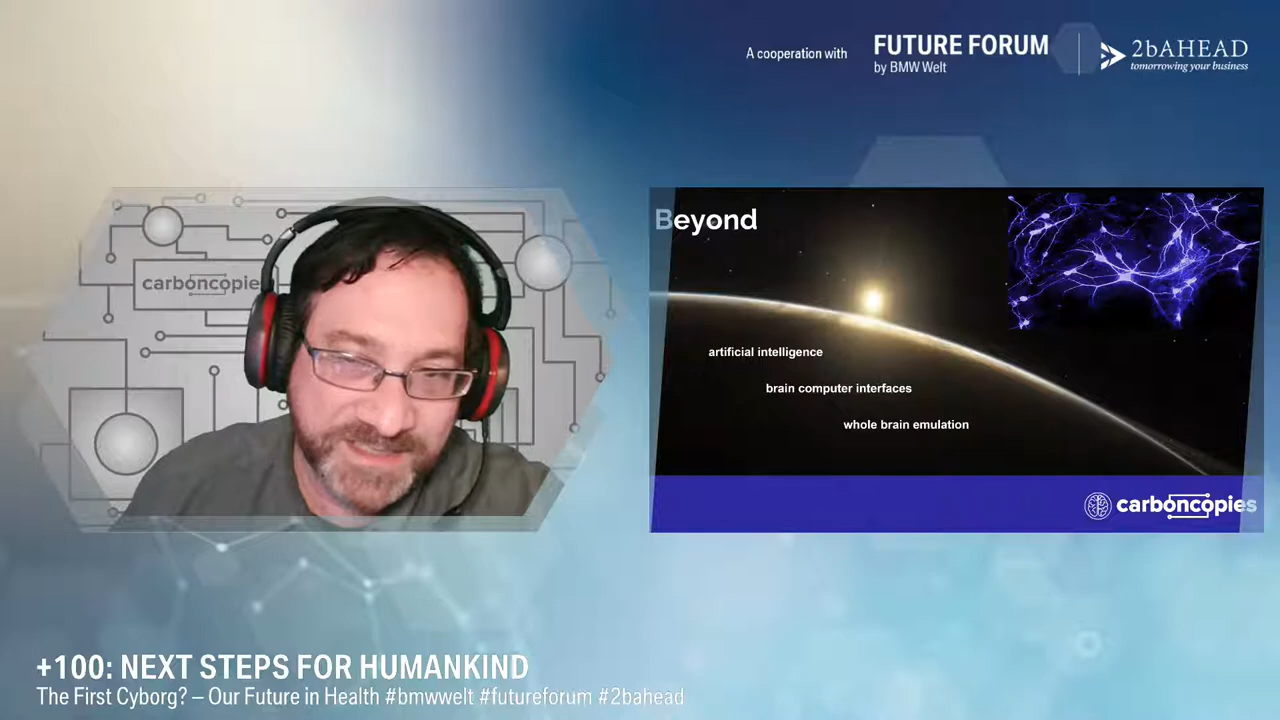 A cooperation with
FUTURE FORUM
by BMW Welt
2bAHEAD
tomorrowing your business
carboncopie
Beyond
artificial intelligence
brain computer interfaces
whole brain emulation
carboncopies
+100: NEXT STEPS FOR HUMANKIND
The First Cyborg? – Our Future in Health #bmwwelt #futureforum #2bahead